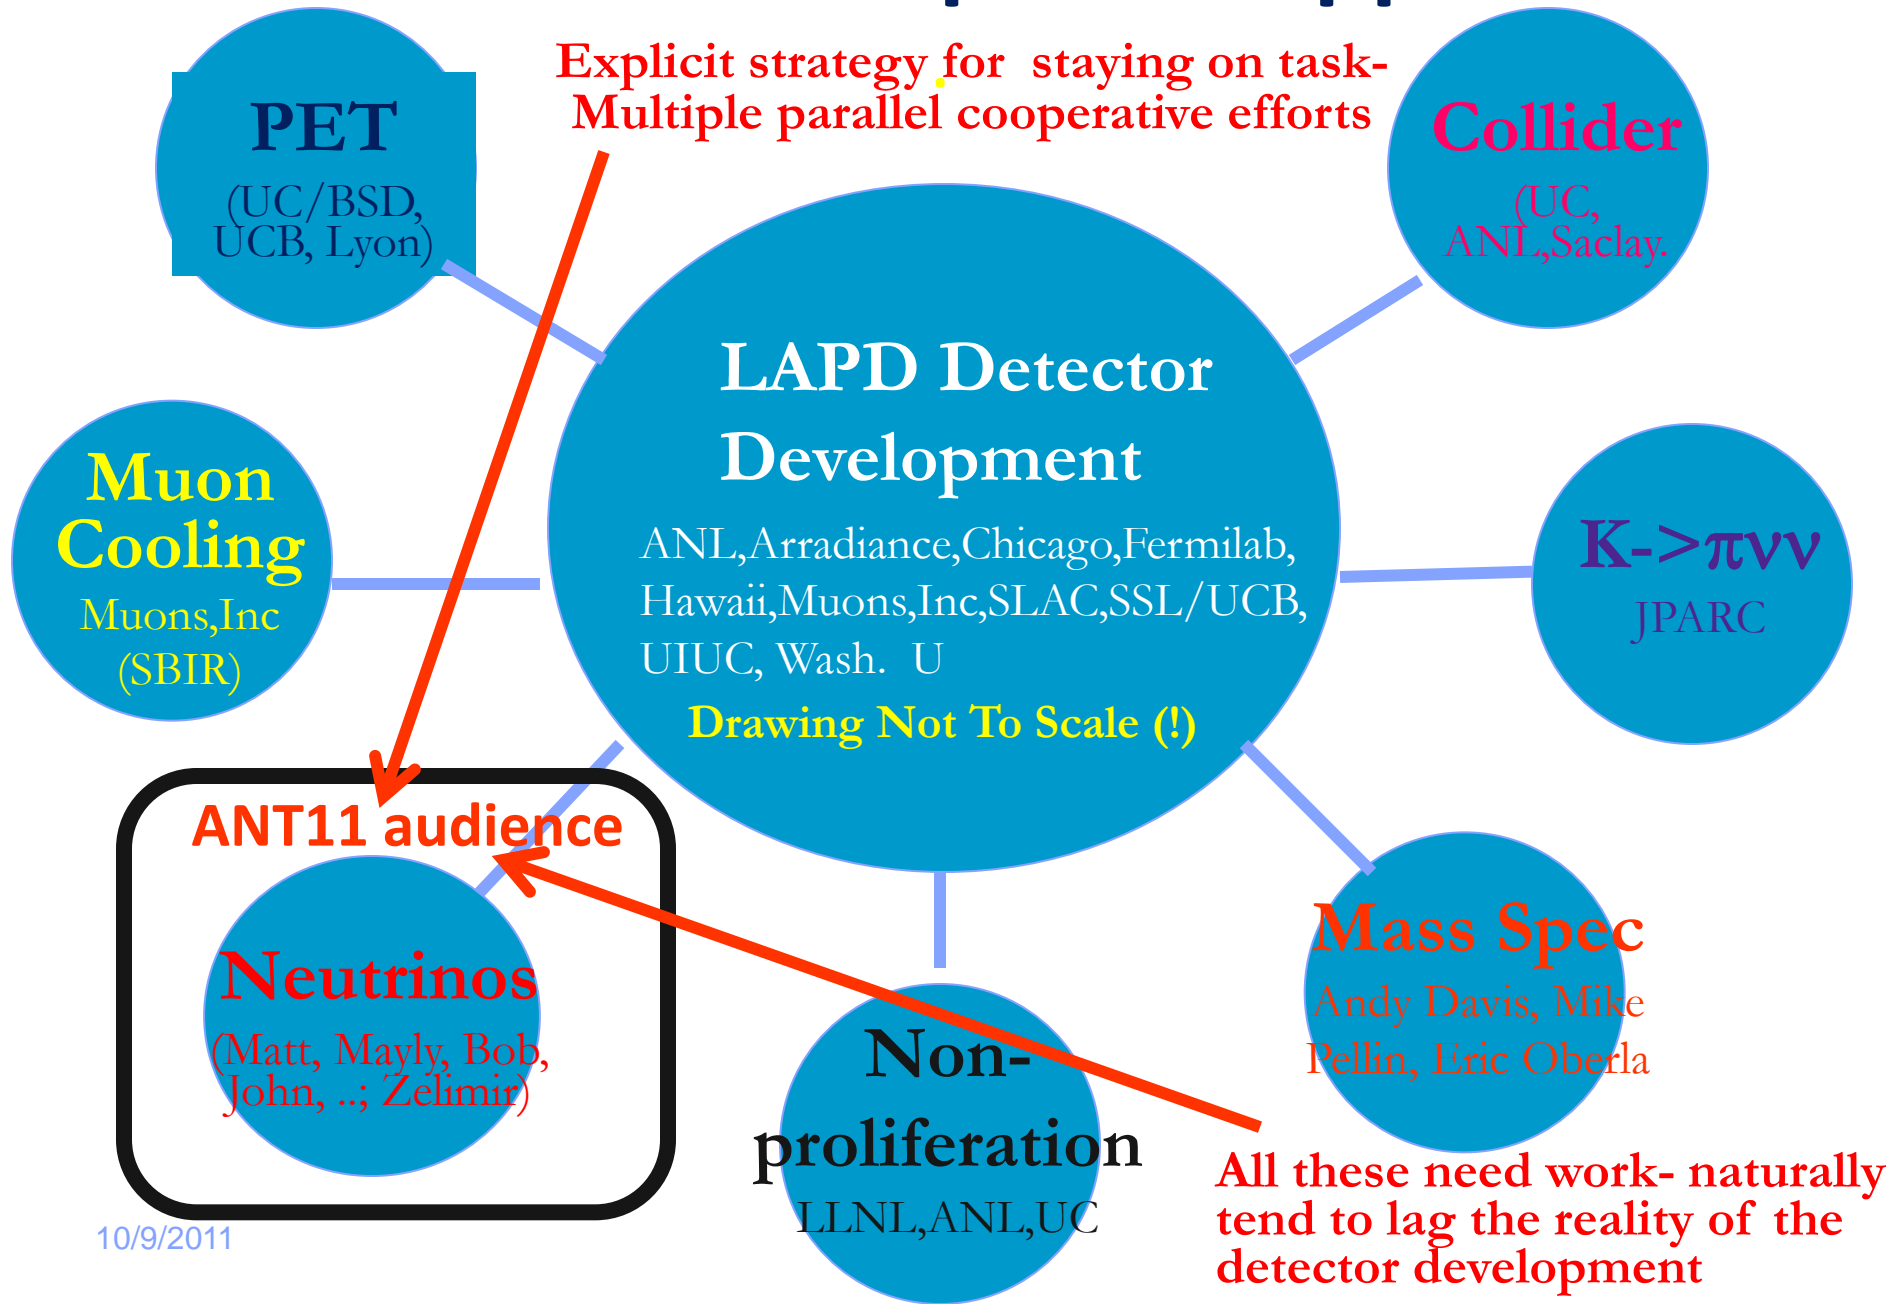 Explicit strategy for staying on task-
Multiple parallel cooperative efforts
PET
(UC/BSD,
UCB, Lyon)
Collider
(UC,
ANL,Saclay.
LAPD Detector
Development
ANL,Arradiance,Chicago,Fermilab,
Hawaii,Muons,Inc,SLAC,SSL/UCB,
UIUC, Wash. U
Drawing Not To Scale (!)
Muon
Cooling
Muons,Inc
(SBIR)
K->πνν
JPARC
ANT11 audience
Neutrinos
(Matt, Mayly, Bob,
John, ..; Zelimir)
Non-
proliferation
LLNL,ANL,UC
Mass Spec
Andy Davis, Mike
Pellin, Eric Oberla
All these need work- naturally
tend to lag the reality of the
detector development
10/9/2011